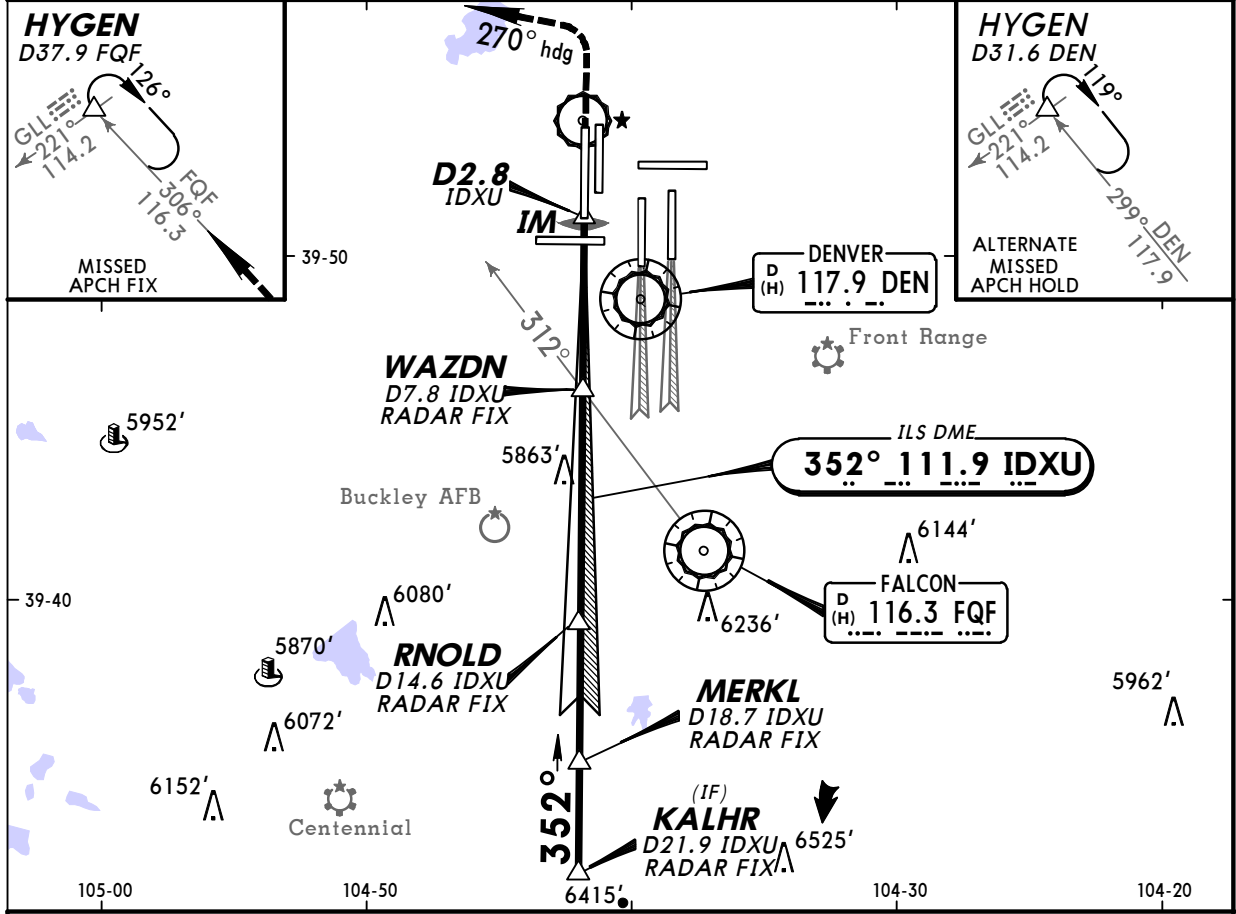 HYGEN
D37.9 FQF
126°
GLL
221°
114.2
FQF
306°
116.3
MISSED
APCH FIX
270° hdg
HYGEN
D31.6 DEN
119°
GLL
221°
114.2
299° DEN
117.9
ALTERNATE
MISSED
APCH HOLD
D2.8
IDXU
IM
39-50
DENVER
D
(H)
117.9 DEN
312°
Front Range
WAZDN
D7.8 IDXU
RADAR FIX
5952'
ILS DME
352° 111.9 IDXU
5863'
Buckley AFB
6144'
FALCON
D
(H)
116.3 FQF
39-40
6080'
6236'
5870'
RNOLD
D14.6 IDXU
RADAR FIX
MERKL
D18.7 IDXU
RADAR FIX
5962'
6072'
6152'
352°
(IF)
KALHR
D21.9 IDXU
RADAR FIX
6525'
Centennial
6415'
105-00
104-50
104-30
104-20